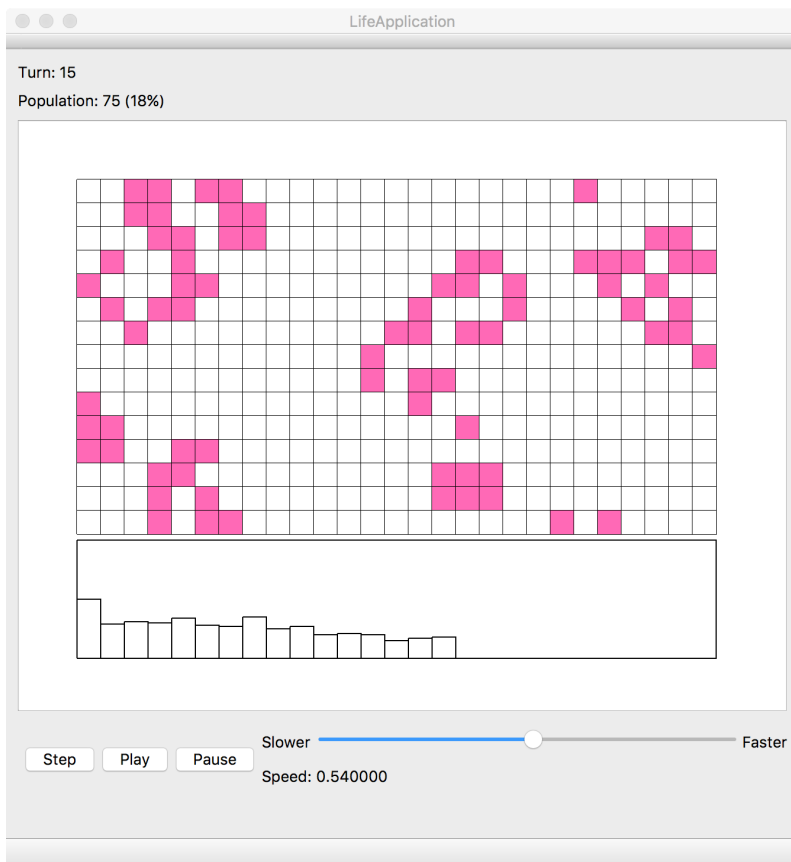 LifeApplication
Turn: 15
Population: 75 (18%)
Step
Play
Pause
Slower
Faster
Speed: 0.540000